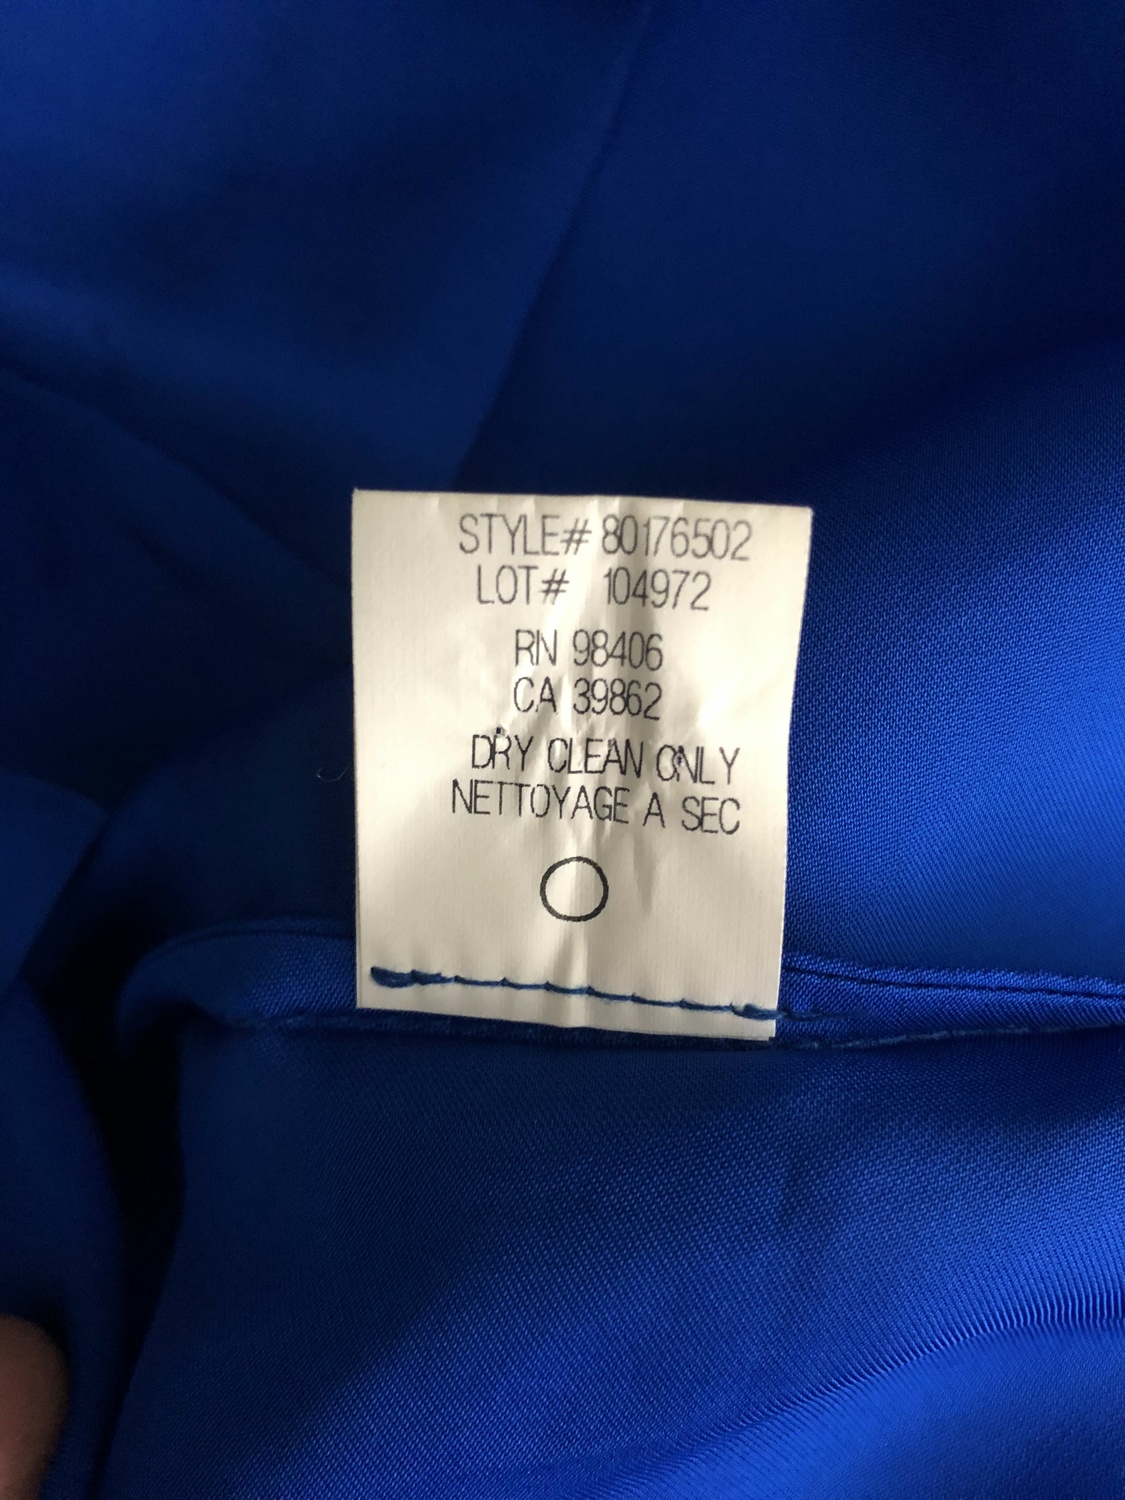 STYLE# 80176502
LOT# 104972
RN 98406
CA 39862
DRY CLEAN ONLY
NETTOYAGE A SEC